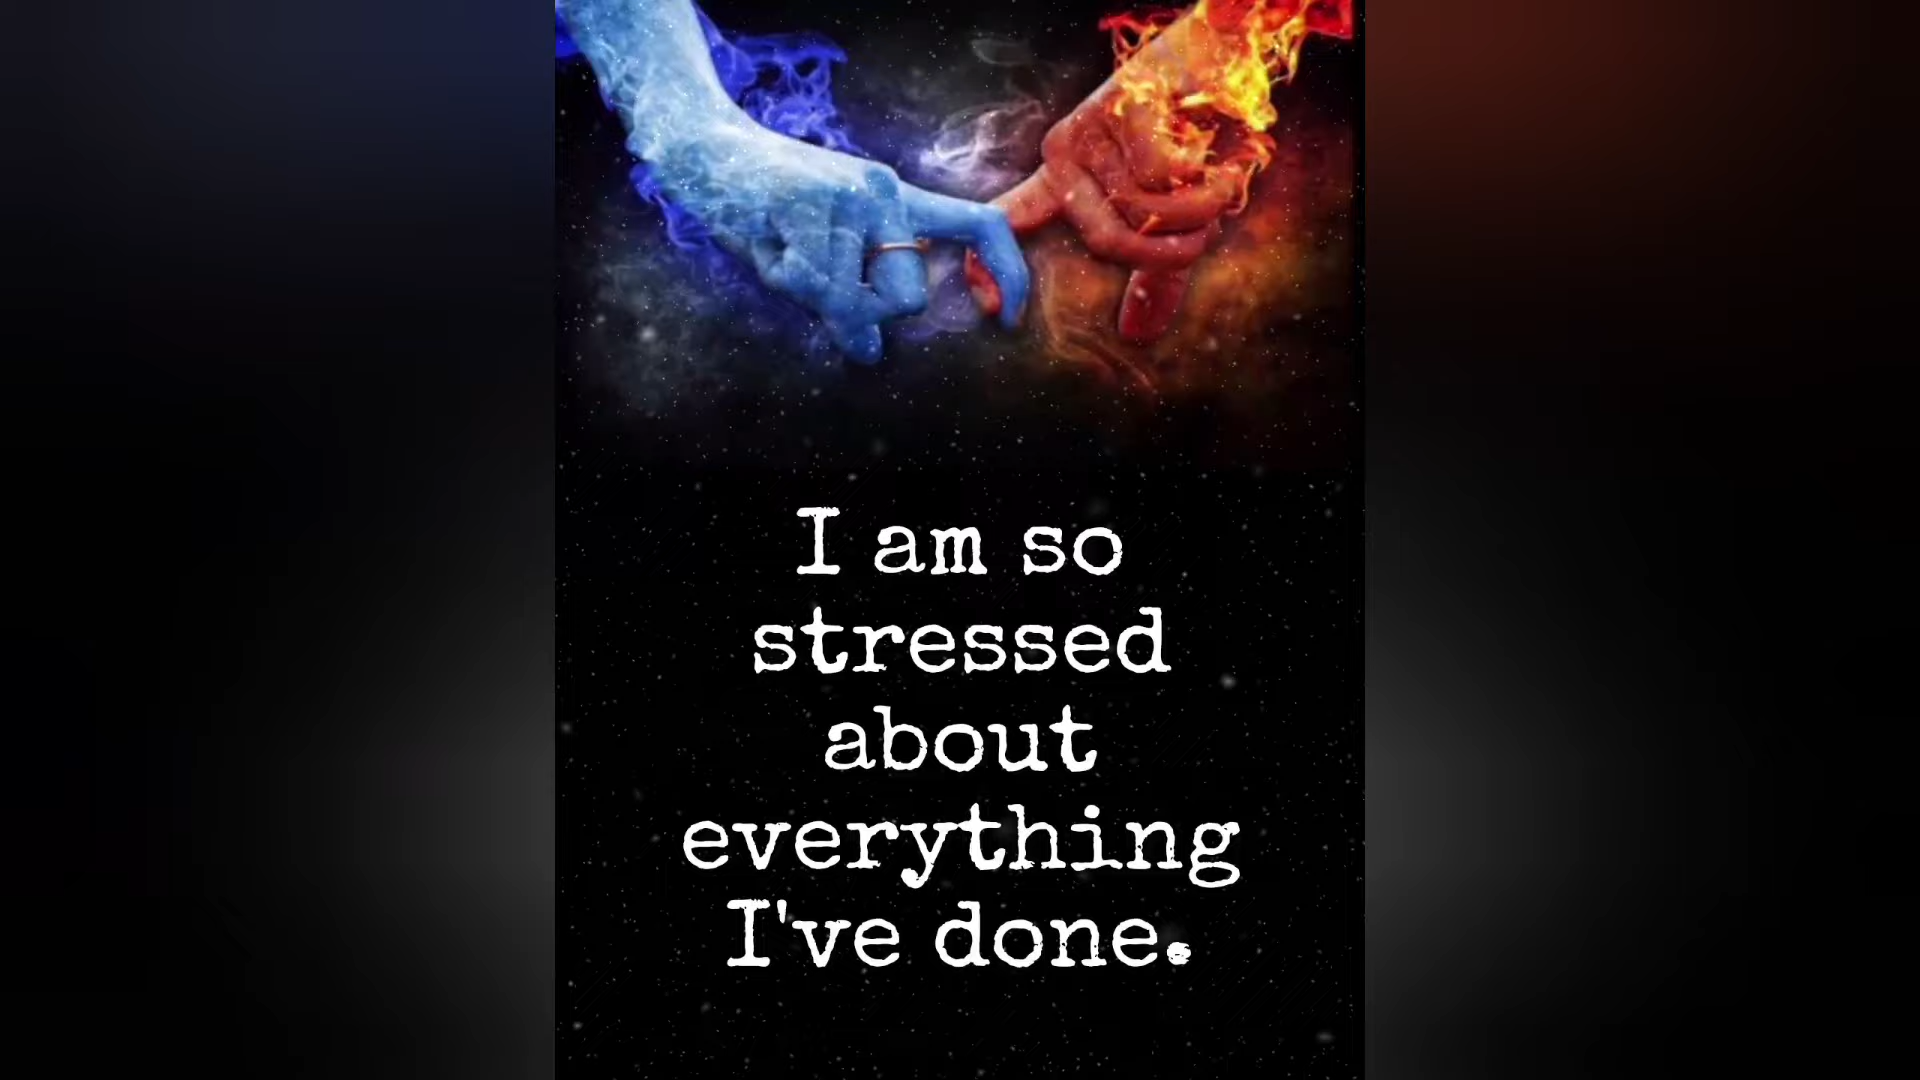 I am so
stressed
about
everything
I've done.